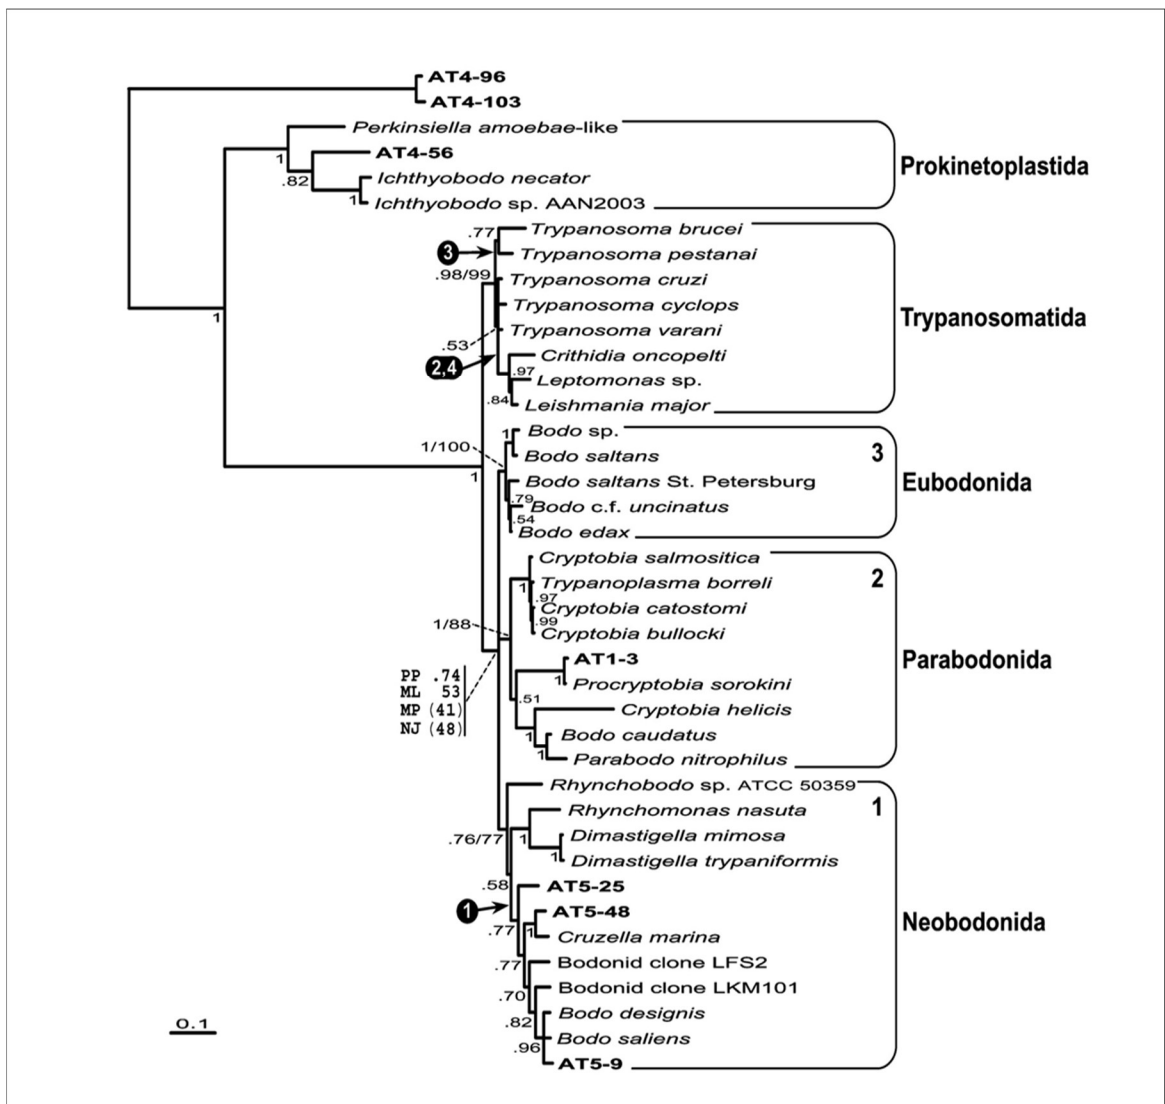 AT4-96
AT4-103
Perkinsiella amoebae-like
1
AT4-56
Prokinetoplastida
.82
Ichthyobodo necator
1
Ichthyobodo sp. AAN2003
.77
Trypanosoma brucei
3
Trypanosoma pestanai
.98/99
Trypanosoma cruzi
Trypanosoma cyclops
1
Trypanosomatida
Trypanosoma varani
.53
Crithidia oncopelti
2,4
.97
Leptomonas sp.
.84
Leishmania major
1
Bodo sp.
1/100
3
Bodo saltans
1
Bodo saltans St. Petersburg
Eubodonida
.79
Bodo c.f. uncinatus
.54
Bodo edax
Cryptobia salmositica
2
1
Trypanoplasma borreli
.97
Cryptobia catostomi
.99
1/88
Cryptobia bullocki
AT1-3
Parabodonida
PP .74
1
Procryptobia sorokini
ML 53
.51
MP (41)
Cryptobia helicis
NJ (48)
1
Bodo caudatus
1
Parabodo nitrophilus
Rhynchobodo sp. ATCC 50359
1
Rhynchomonas nasuta
.76/77
1
Dimastigella mimosa
1
Dimastigella trypaniformis
.58
AT5-25
1
AT5-48
Neobodonida
.77
1
Cruzella marina
.77
Bodonid clone LFS2
.70
Bodonid clone LKM101
.82
Bodo designis
0.1
Bodo saliens
.96
AT5-9